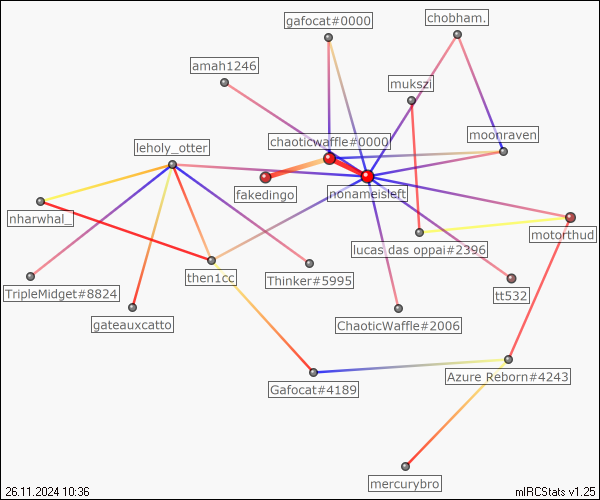 gafocat#0000
chobham.
amah1246
mukszi
moonraven
chaoticwaffle#0000
leholy_otter
fakedingo
nonameisleft
nharwhal_
motorthud
lucas das oppai#2396
then1cc
Thinker#5995
TripleMidget#8824
tt532
gateauxcatto
ChaoticWaffle#2006
Gafocat#4189
Azure Reborn#4243
mercurybro
26.11.2024 10:36
mIRCStats v1.25